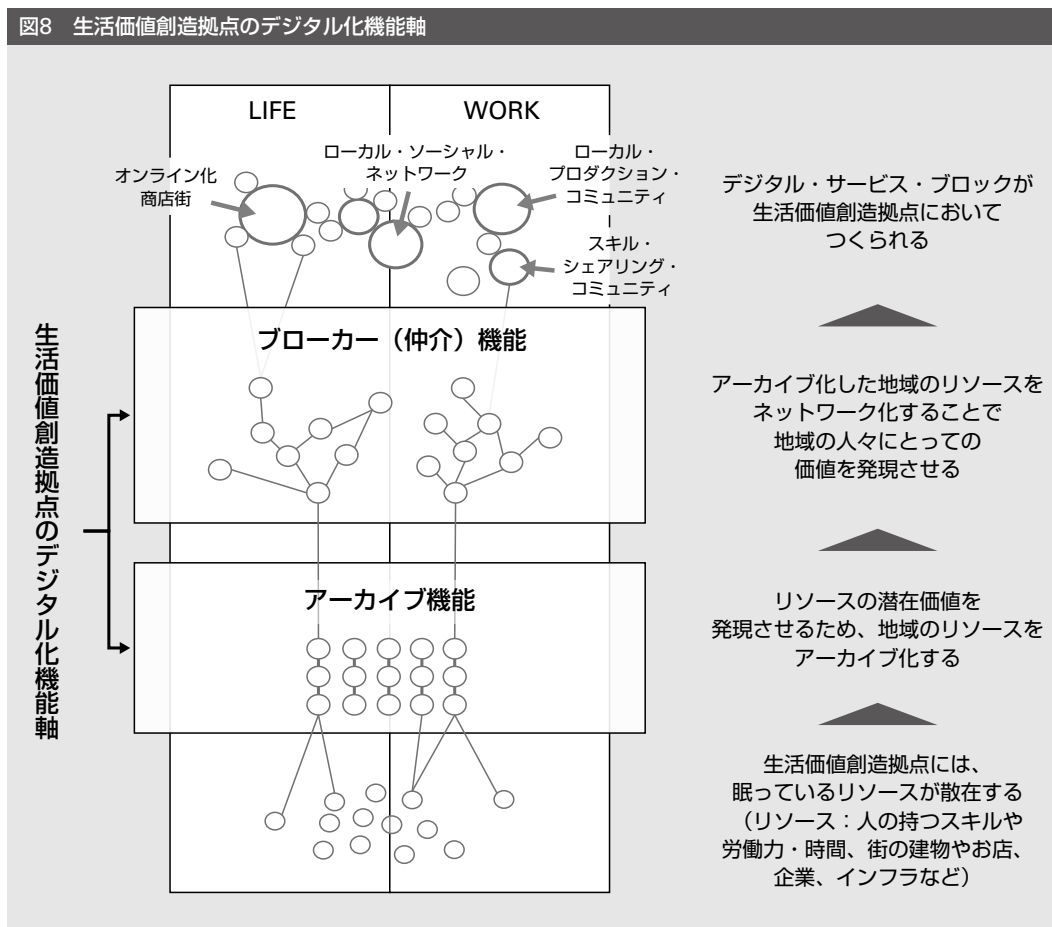 図8 生活価値創造拠点のデジタル化機能軸
LIFE
WORK
オンライン化
商店街
ローカル・ソーシャル・
ネットワーク
ローカル・
プロダクション・
コミュニティ
スキル・
シェアリング・
コミュニティ
デジタル・サービス・ブロックが
生活価値創造拠点において
つくられる
生活価値創造拠点のデジタル化機能軸
ブローカー（仲介）機能
アーカイブ化した地域のリソースを
ネットワーク化することで
地域の人々にとっての
価値を発現させる
アーカイブ機能
リソースの潜在価値を
発現させるため、地域のリソースを
アーカイブ化する
生活価値創造拠点には、
眠っているリソースが散在する
（リソース：人の持つスキルや
労働力・時間、街の建物やお店、
企業、インフラなど）